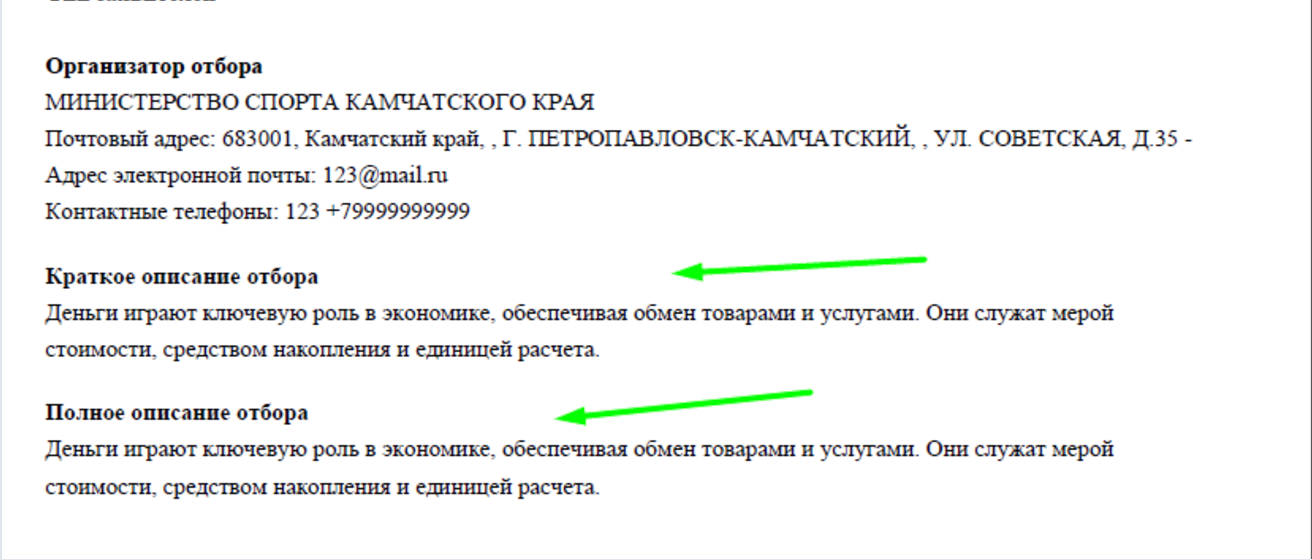 Организатор отбора
МИНИСТЕРСТВО СПОРТА КАМЧАТСКОГО КРАЯ
Почтовый адрес: 683001, Камчатский край, , Г. ПЕТРОПАВЛОВСК-КАМЧАТСКИЙ, , УЛ. СОВЕТСКАЯ, Д.35 -
Адрес электронной почты: 123@mail.ru
Контактные телефоны: 123 +79999999999
Краткое описание отбора
Деньги играют ключевую роль в экономике, обеспечивая обмен товарами и услугами. Они служат мерой
стоимости, средством накопления и единицей расчета.
Полное описание отбора
Деньги играют ключевую роль в экономике, обеспечивая обмен товарами и услугами. Они служат мерой
стоимости, средством накопления и единицей расчета.